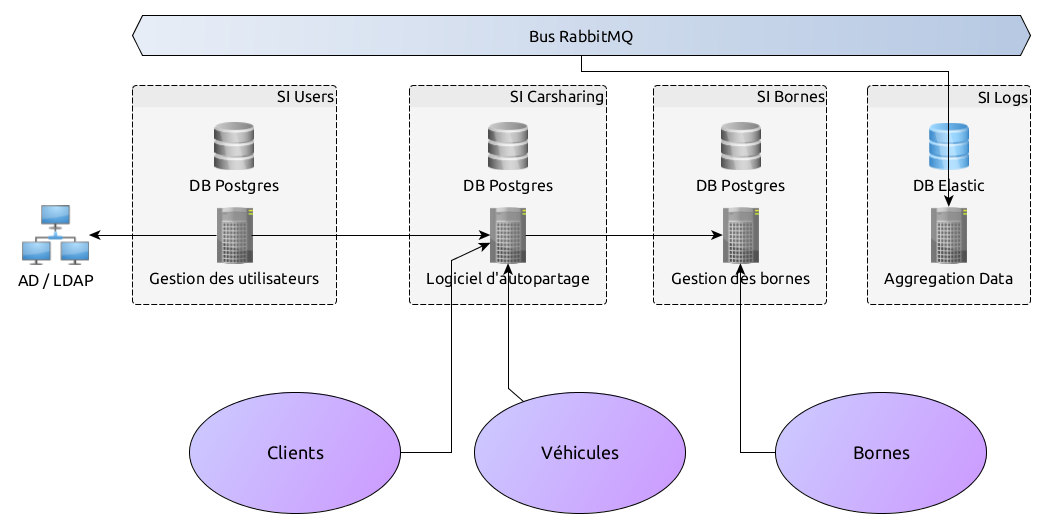 Bus RabbitMQ
SI Users
SI Carsharing
SI Bornes
SI Logs
DB Postgres
DB Postgres
DB Postgres
DB Elastic
AD / LDAP
Gestion des utilisateurs
Logiciel d'autopartage
Gestion des bornes
Aggregation Data
Clients
Véhicules
Bornes